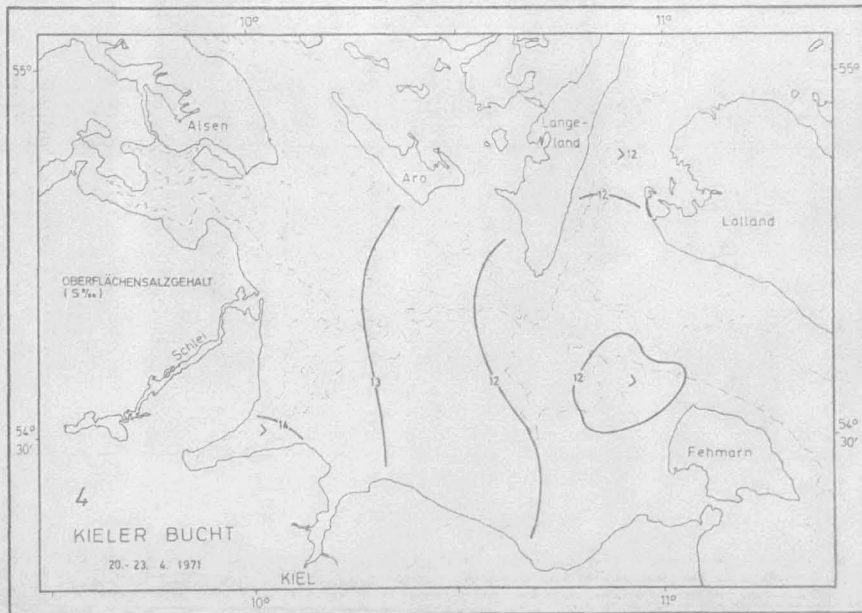 10°
11°
55°
55°
Alsen
Lange-
land
>12
Ärö
12
Lolland
OBERFLÄCHENSALZGEHALT
(S‰)
Schlei
13
12
12
>
54°
30'
54°
30'
14
>
Fehmarn
4
KIELER BUCHT
20.-23. 4. 1971
KIEL
10°
11°